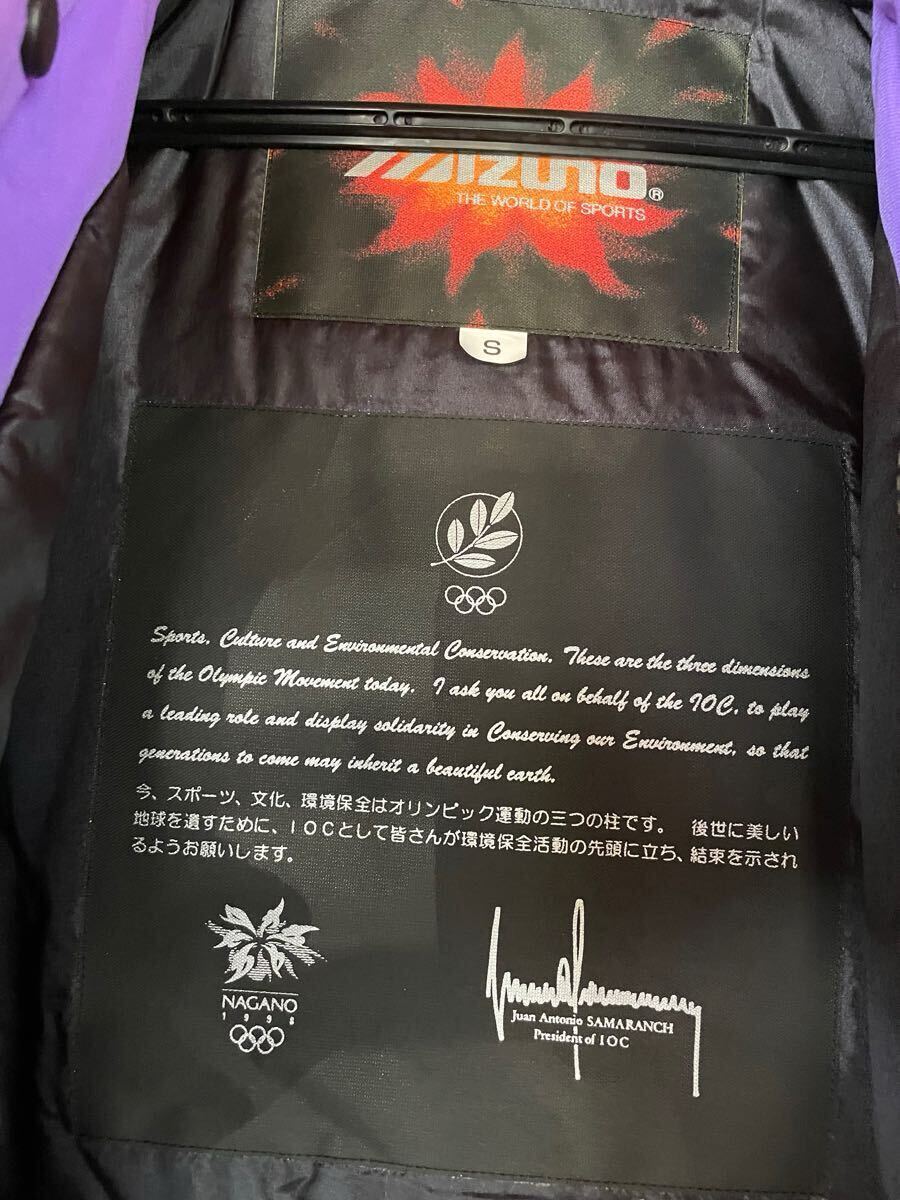 MIZUNO®
THE WORLD OF SPORTS
S
Sports, Culture and Environmental Conservation. These are the three dimensions
of the Olympic Movement today. I ask you all on behalf of the IOC, to play
a leading role and display solidarity in Conserving our Environment, so that
generations to come may inherit a beautiful earth.
今、スポーツ、文化、環境保全はオリンピック運動の三つの柱です。 後世に美しい
地球を遺すために、IOCとして皆さんが環境保全活動の先頭に立ち、結束を示され
るようお願いします。
NAGANO
1998
Juan Antonio SAMARANCH
President of IOC